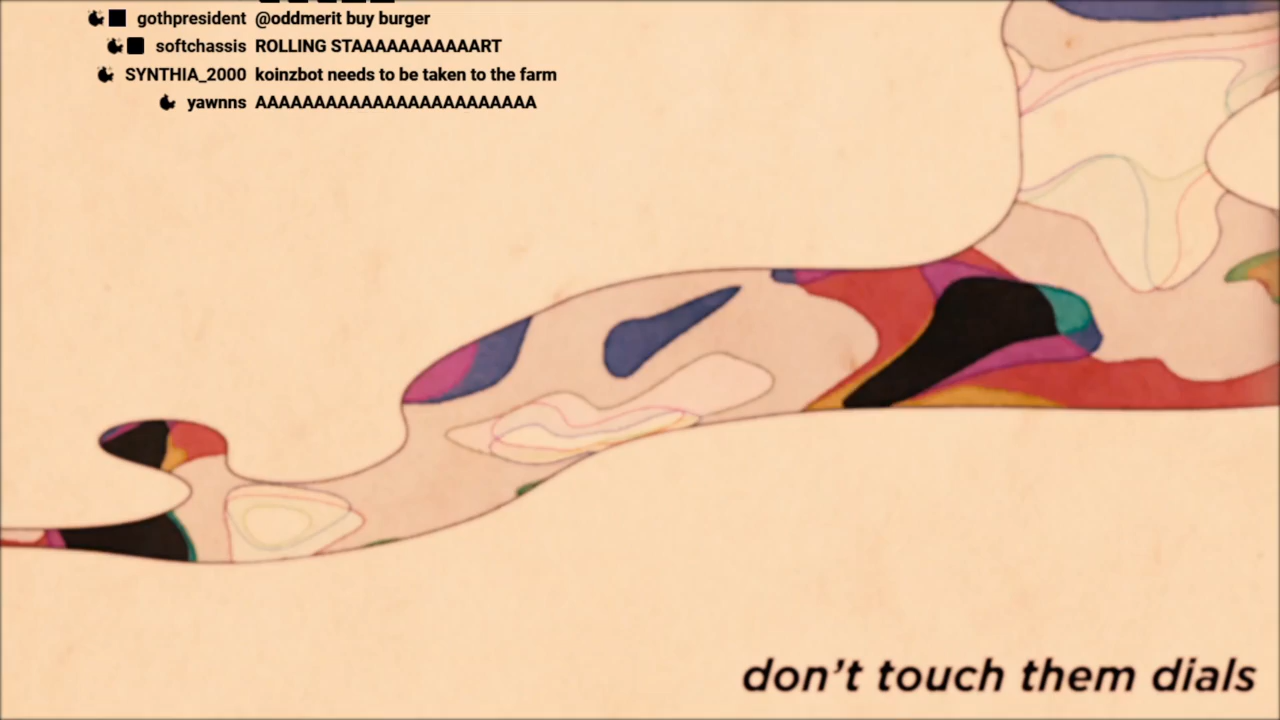 gothpresident @oddmerit buy burger
softchassis ROLLING STAAAAAAAAAAART
SYNTHIA_2000 koinzbot needs to be taken to the farm
yawnns AAAAAAAAAAAAAAAAAAAAAAAA
don't touch them dials